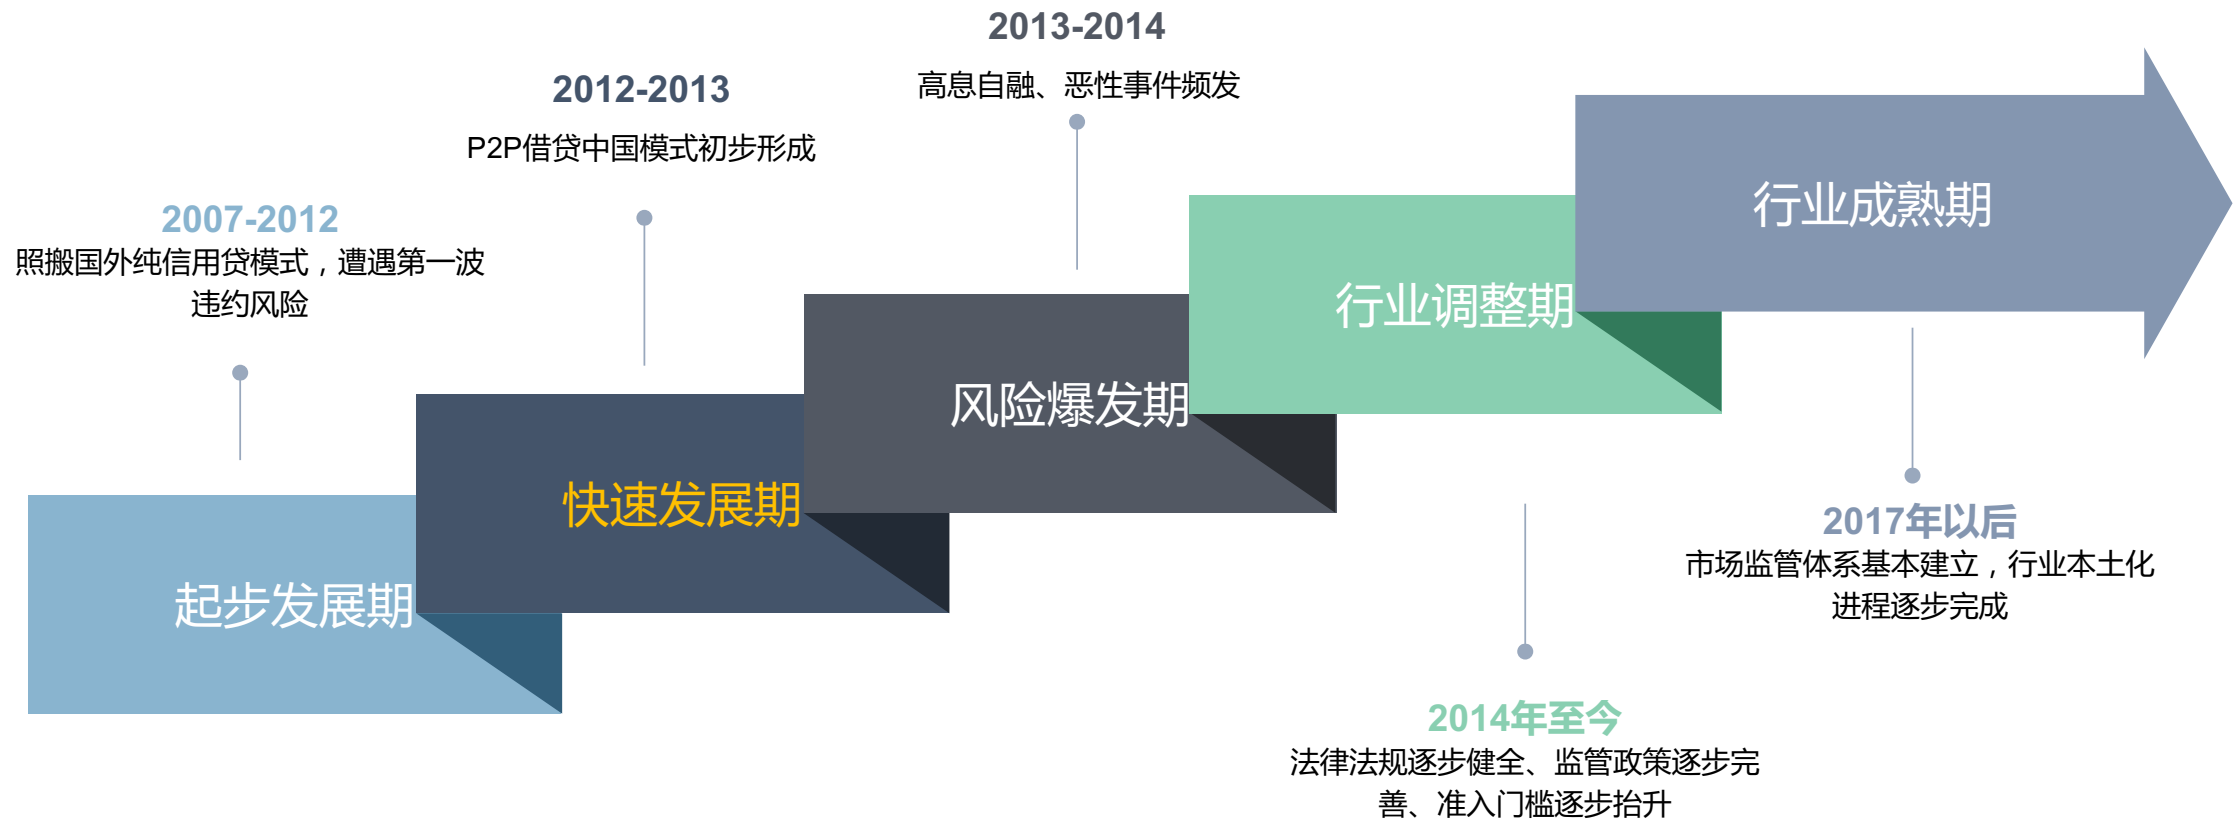 2007-2012
照搬国外纯信用贷模式，遭遇第一波
违约风险
起步发展期
2012-2013
P2P借贷中国模式初步形成
快速发展期
2013-2014
高息自融、恶性事件频发
风险爆发期
行业调整期
2014年至今
法律法规逐步健全、监管政策逐步完
善、准入门槛逐步抬升
行业成熟期
2017年以后
市场监管体系基本建立，行业本土化
进程逐步完成